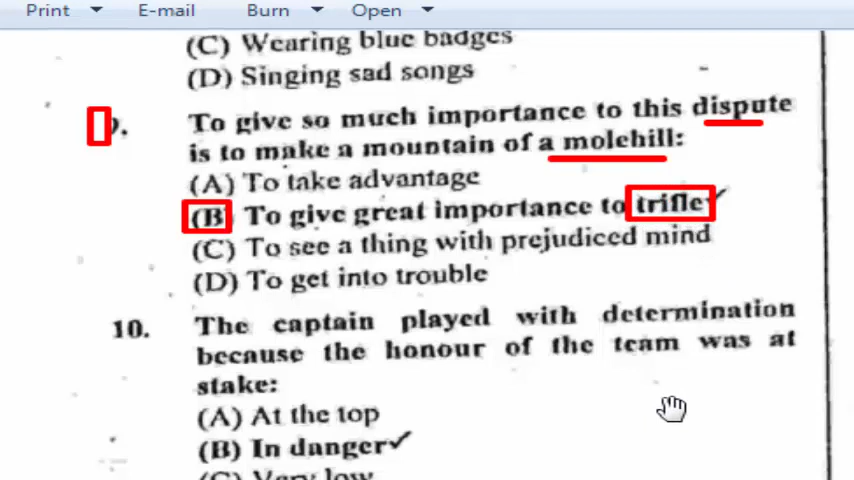 Print E-mail Burn Open
(C) Wearing blue badges
(D) Singing sad songs
To give so much importance to this dispute
is to make a mountain of a molehill:
(A) To take advantage
(B) To give great importance to trifle
(C) To see a thing with prejudiced mind
(D) To get into trouble
10. The captain played with determination
because the honour of the team was at
stake:
(A) At the top
(B) In danger
(C) Very low